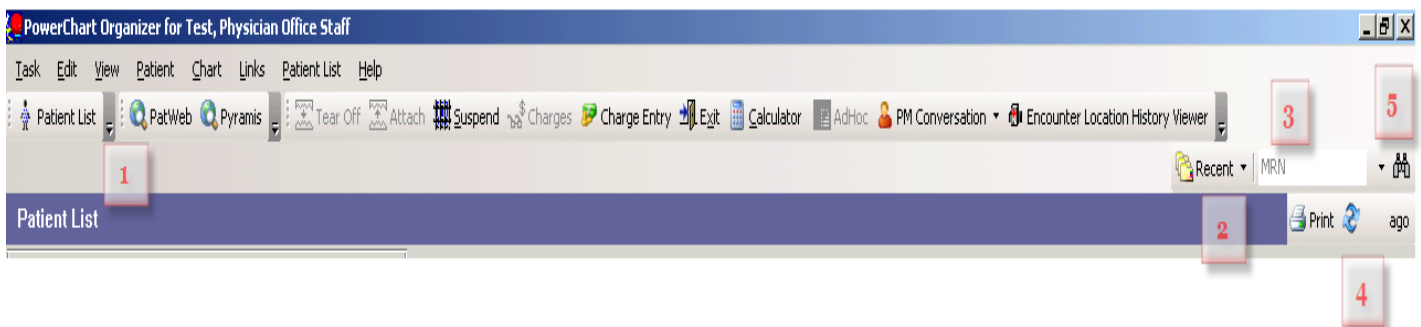 PowerChart Organizer for Test, Physician Office Staff
Task Edit View Patient Chart Links Patient List Help
Patient List PatWeb Pyramis Tear Off Attach Suspend Charges Charge Entry Exit Calculator AdHoc PM Conversation Encounter Location History Viewer
3
5
1
Recent MRN
Patient List
2
Print ago
4